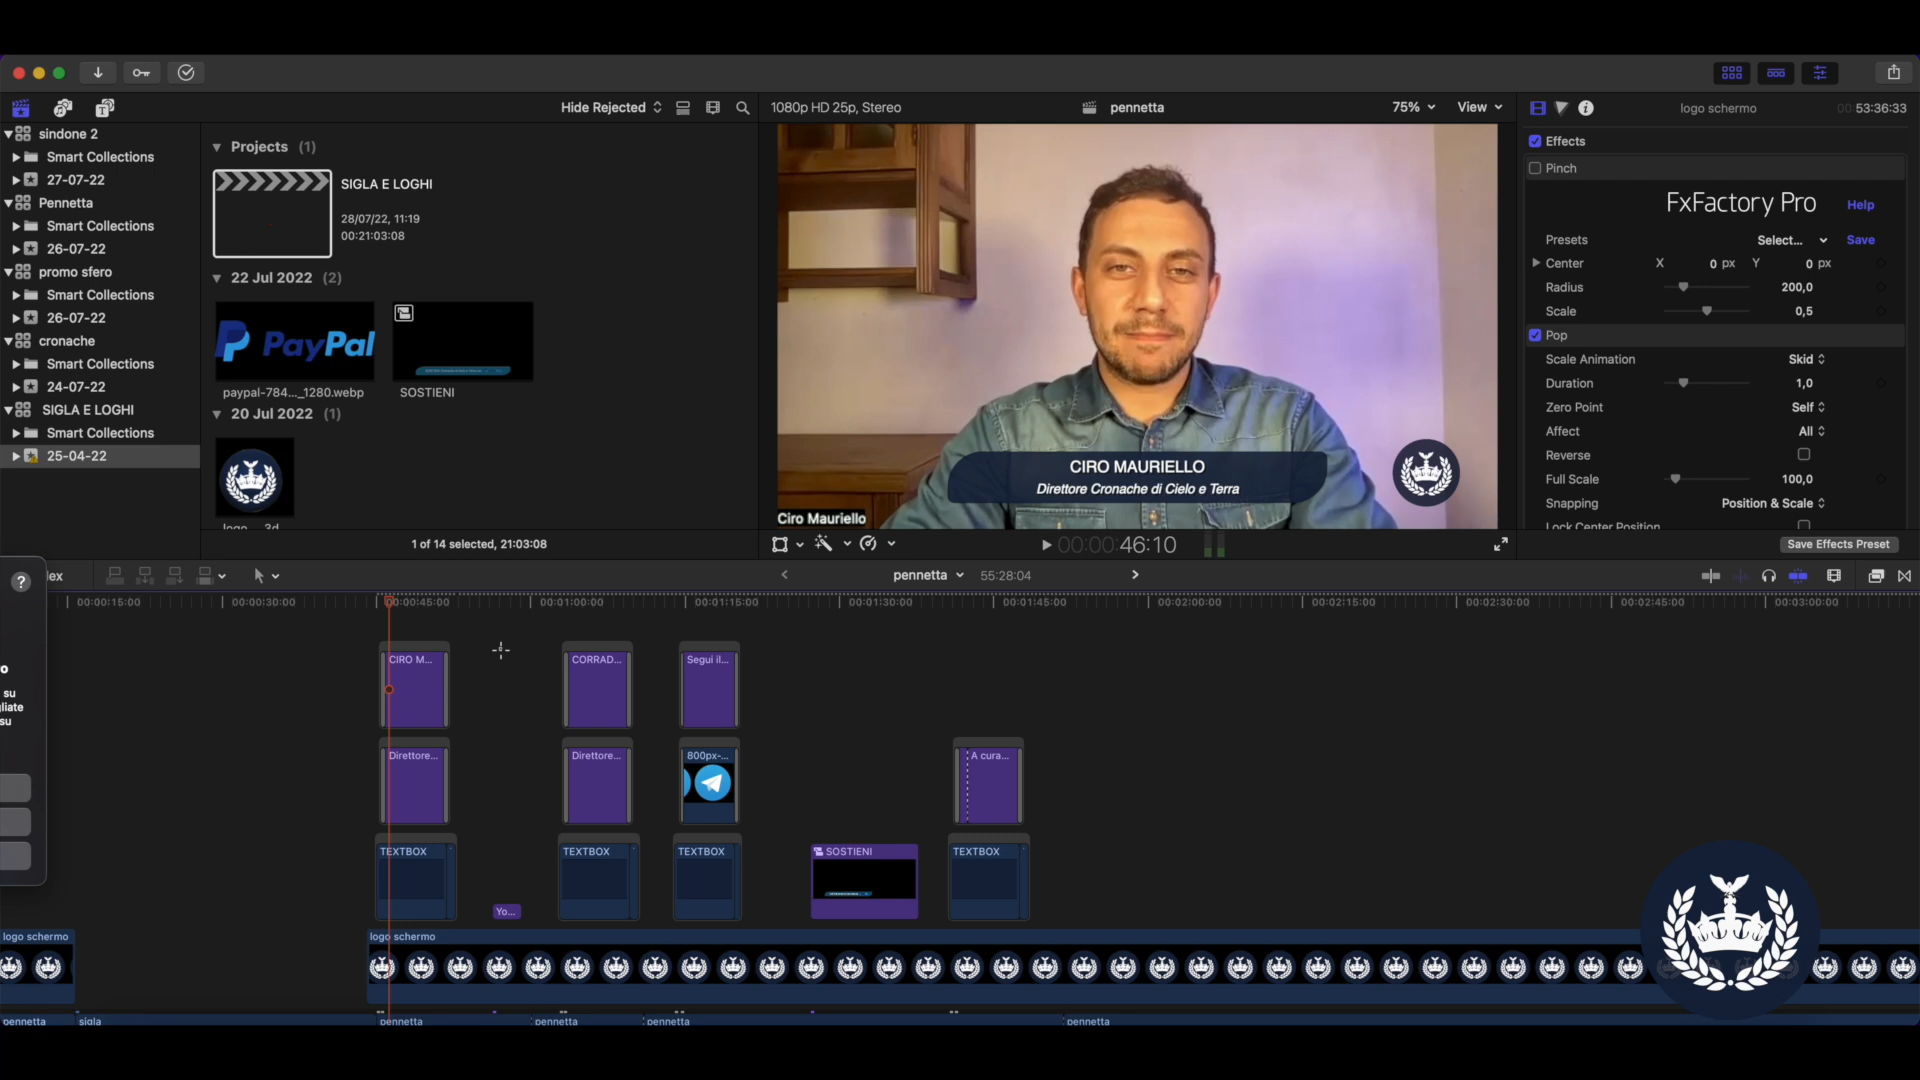 Hide Rejected
1080p HD 25p, Stereo
pennetta
75%
View
logo schermo
00 53:36:33
sindone 2
Smart Collections
27-07-22
Pennetta
Smart Collections
26-07-22
promo sfero
Smart Collections
26-07-22
cronache
Smart Collections
24-07-22
SIGLA E LOGHI
Smart Collections
25-04-22
Projects (1)
SIGLA E LOGHI
28/07/22, 11:19
00:21:03:08
22 Jul 2022 (2)
PayPal
paypal-784..._1280.webp
SOSTIENI
20 Jul 2022 (1)
1 of 14 selected, 21:03:08
CIRO MAURIELLO
Direttore Cronache di Cielo e Terra
Ciro Mauriello
00:00:46:10
Effects
Pinch
FxFactory Pro
Help
Presets Select... Save
Center X 0 px Y 0 px
Radius 200,0
Scale 0,5
Pop
Scale Animation Skid
Duration 1,0
Zero Point Self
Affect All
Reverse
Full Scale 100,0
Snapping Position & Scale
Lock Center Position
Save Effects Preset
?
ex
pennetta 55:28:04
00:00:15:00 00:00:30:00 00:00:45:00 00:01:00:00 00:01:15:00 00:01:30:00 00:01:45:00 00:02:00:00 00:02:15:00 00:02:30:00 00:02:45:00 00:03:00:00
o
su
gliate
su
CIRO M... CORRAD... Segui il...
Direttore... Direttore... 800px-... A cura...
TEXTBOX TEXTBOX TEXTBOX SOSTIENI TEXTBOX
Yo...
logo schermo logo schermo
pennetta sigla pennetta pennetta pennetta pennetta